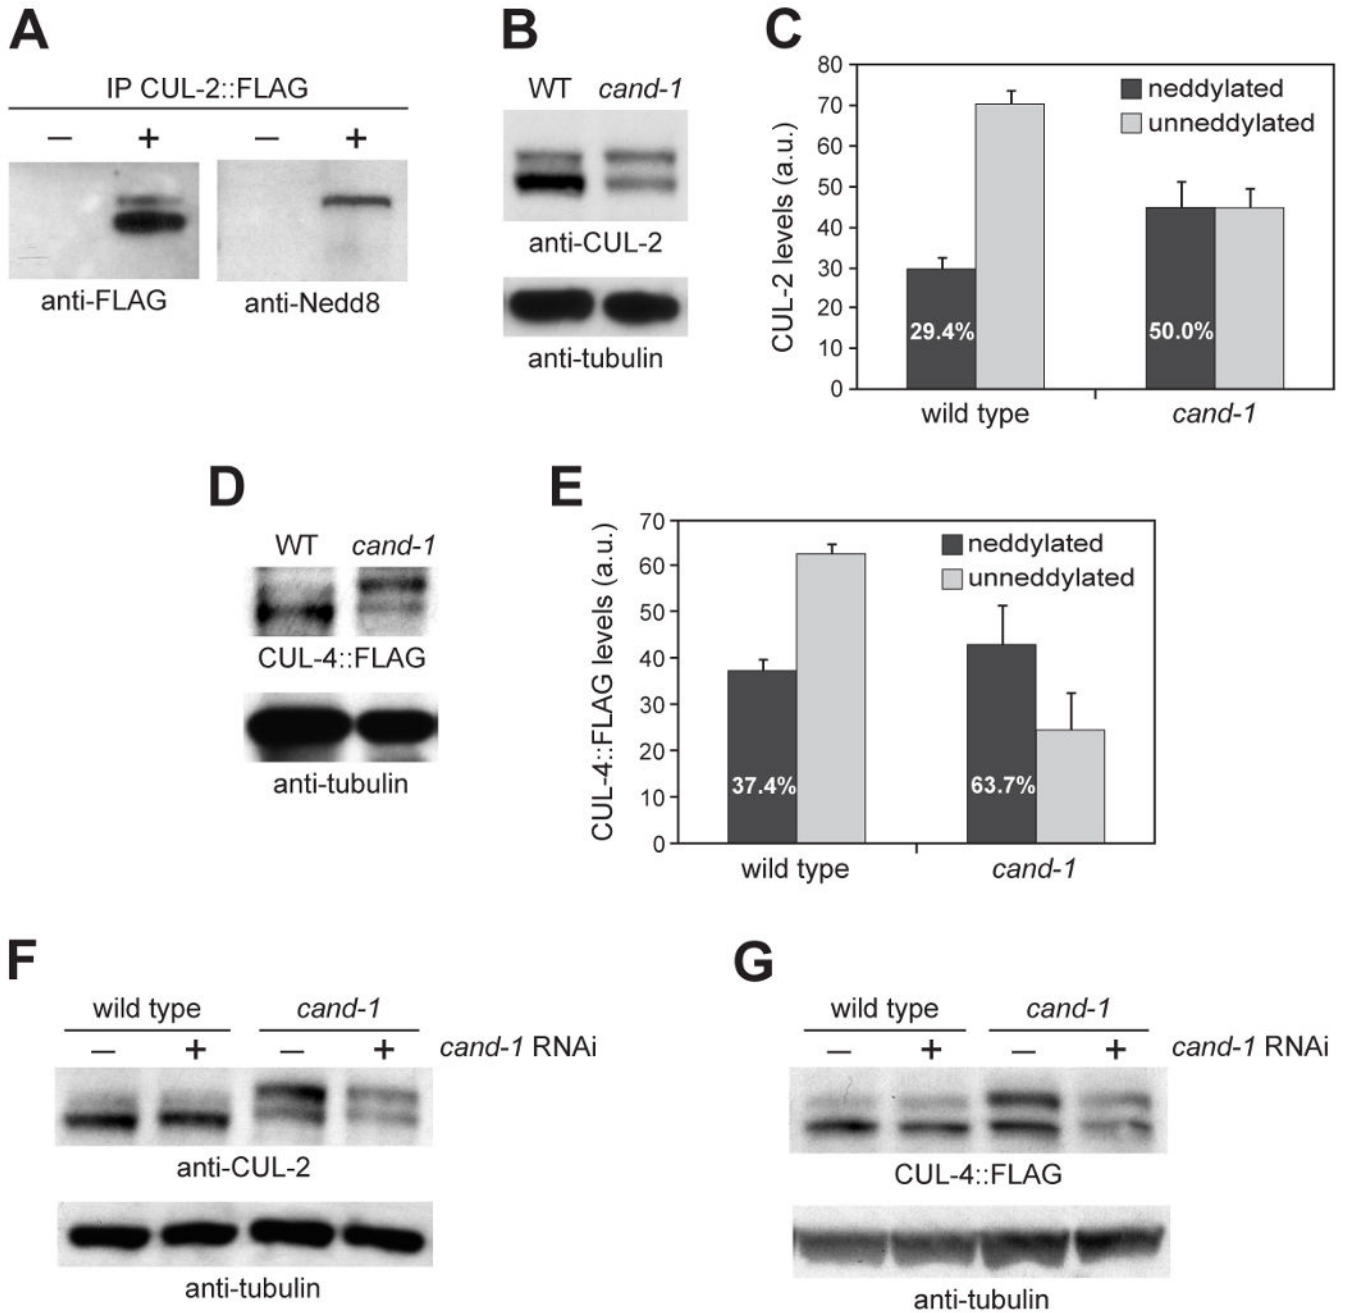 A
IP CUL-2::FLAG
– + – +
anti-FLAG anti-Nedd8
B
WT cand-1
anti-CUL-2
anti-tubulin
C
CUL-2 levels (a.u.)
80
70
60
50
40
30
20
10
0
neddylated
unneddylated
29.4% 50.0%
wild type cand-1
D
WT cand-1
CUL-4::FLAG
anti-tubulin
E
CUL-4::FLAG levels (a.u.)
70
60
50
40
30
20
10
0
neddylated
unneddylated
37.4% 63.7%
wild type cand-1
F
wild type cand-1
– + – + cand-1 RNAi
anti-CUL-2
anti-tubulin
G
wild type cand-1
– + – + cand-1 RNAi
CUL-4::FLAG
anti-tubulin